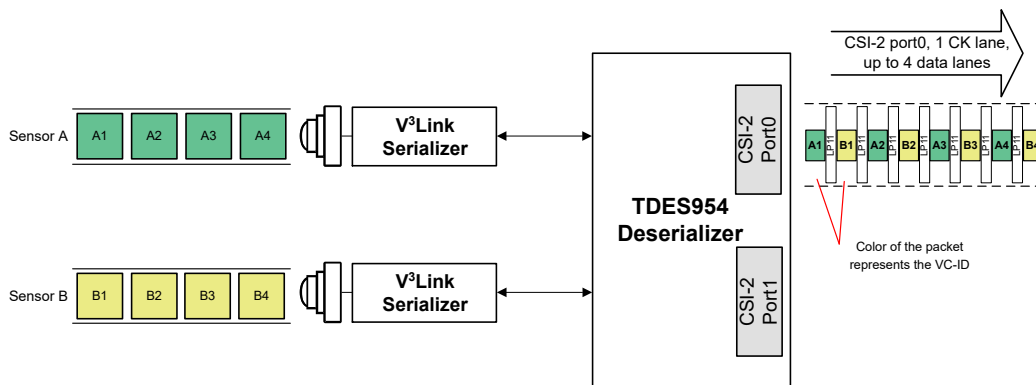 CSI-2 port0, 1 CK lane,
up to 4 data lanes
Sensor A
A1 A2 A3 A4
V³Link
Serializer
CSI-2
Port0
A1 LP11 B1 LP11 A2 LP11 B2 LP11 A3 LP11 B3 LP11 A4 LP11 B4
TDES954
Deserializer
Color of the packet
represents the VC-ID
Sensor B
B1 B2 B3 B4
V³Link
Serializer
CSI-2
Port1